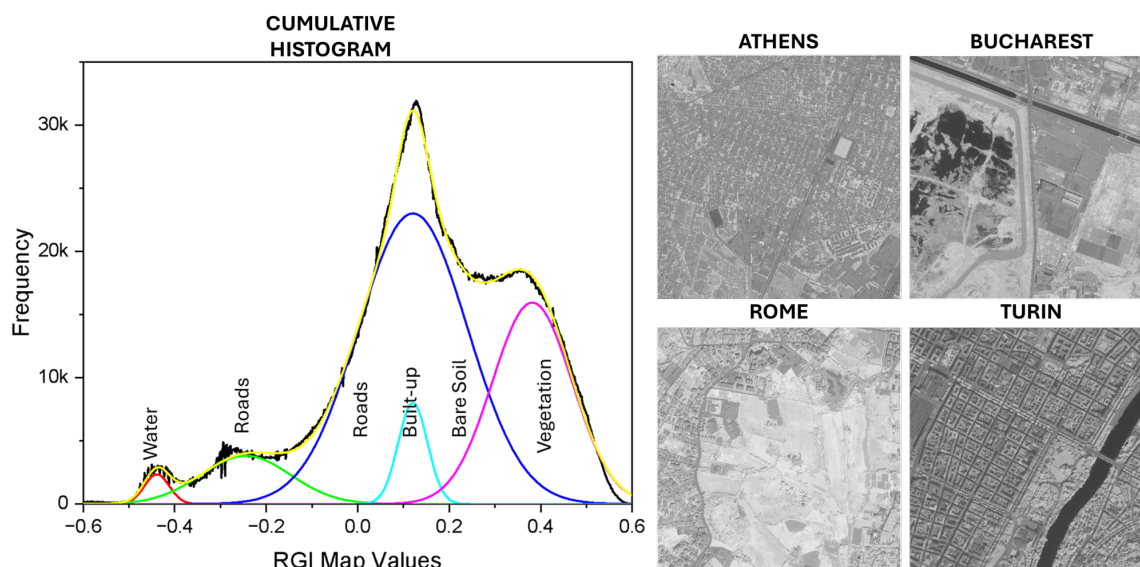 CUMULATIVE
HISTOGRAM
Frequency
30k
20k
10k
0
Water
Roads
Roads
Built-up
Bare Soil
Vegetation
−0.6 −0.4 −0.2 0.0 0.2 0.4 0.6
RGI Map Values
ATHENS
BUCHAREST
ROME
TURIN